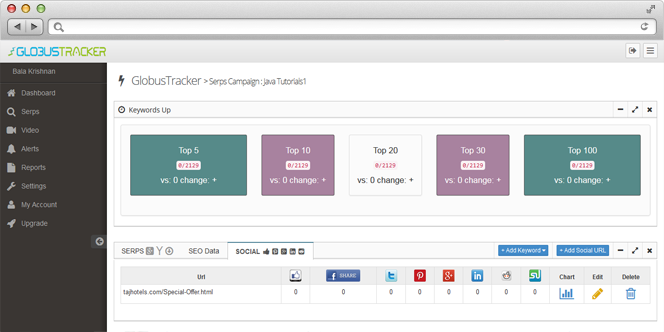 GLOBUSTRACKER
Bala Krishnan
Dashboard
Serps
Video
Alerts
Reports
Settings
My Account
Upgrade
GlobusTracker > Serps Campaign : Java Tutorials1
Keywords Up
Top 5
0/2129
vs: 0 change: +
Top 10
0/2129
vs: 0 change: +
Top 20
0/2129
vs: 0 change: +
Top 30
0/2129
vs: 0 change: +
Top 100
0/2129
vs: 0 change: +
SERPS SEO Data SOCIAL + Add Keyword + Add Social URL
Url SHARE Chart Edit Delete
tajhotels.com/Special-Offer.html 0 0 0 0 0 0 0 0